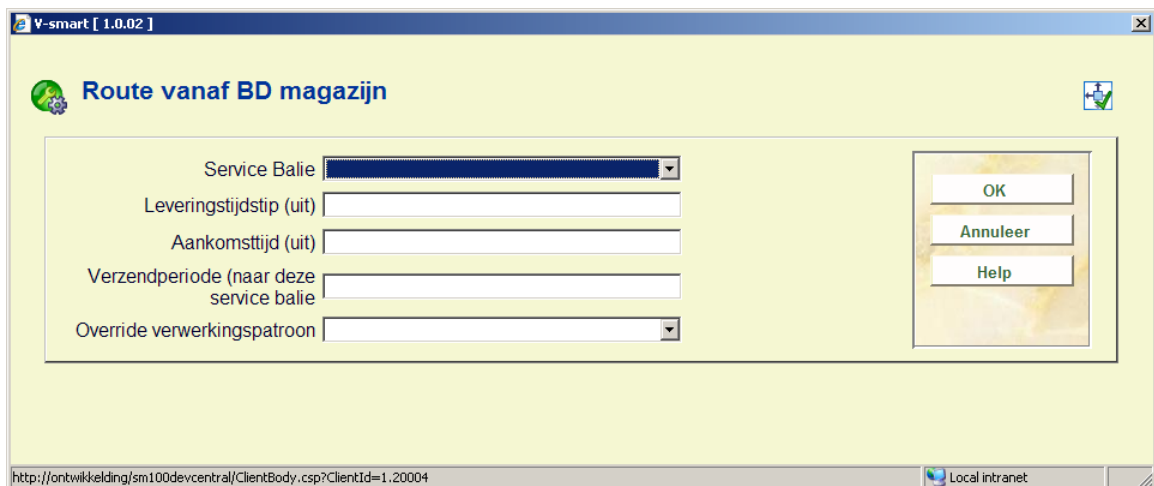 V-smart [ 1.0.02 ]
Route vanaf BD magazijn
Service Balie
Leveringstijdstip (uit)
Aankomsttijd (uit)
Verzendperiode (naar deze
service balie
Override verwerkingspatroon
OK
Annuleer
Help
http://ontwikkelding/sm100devcentral/ClientBody.csp?ClientId=1.20004
Local intranet